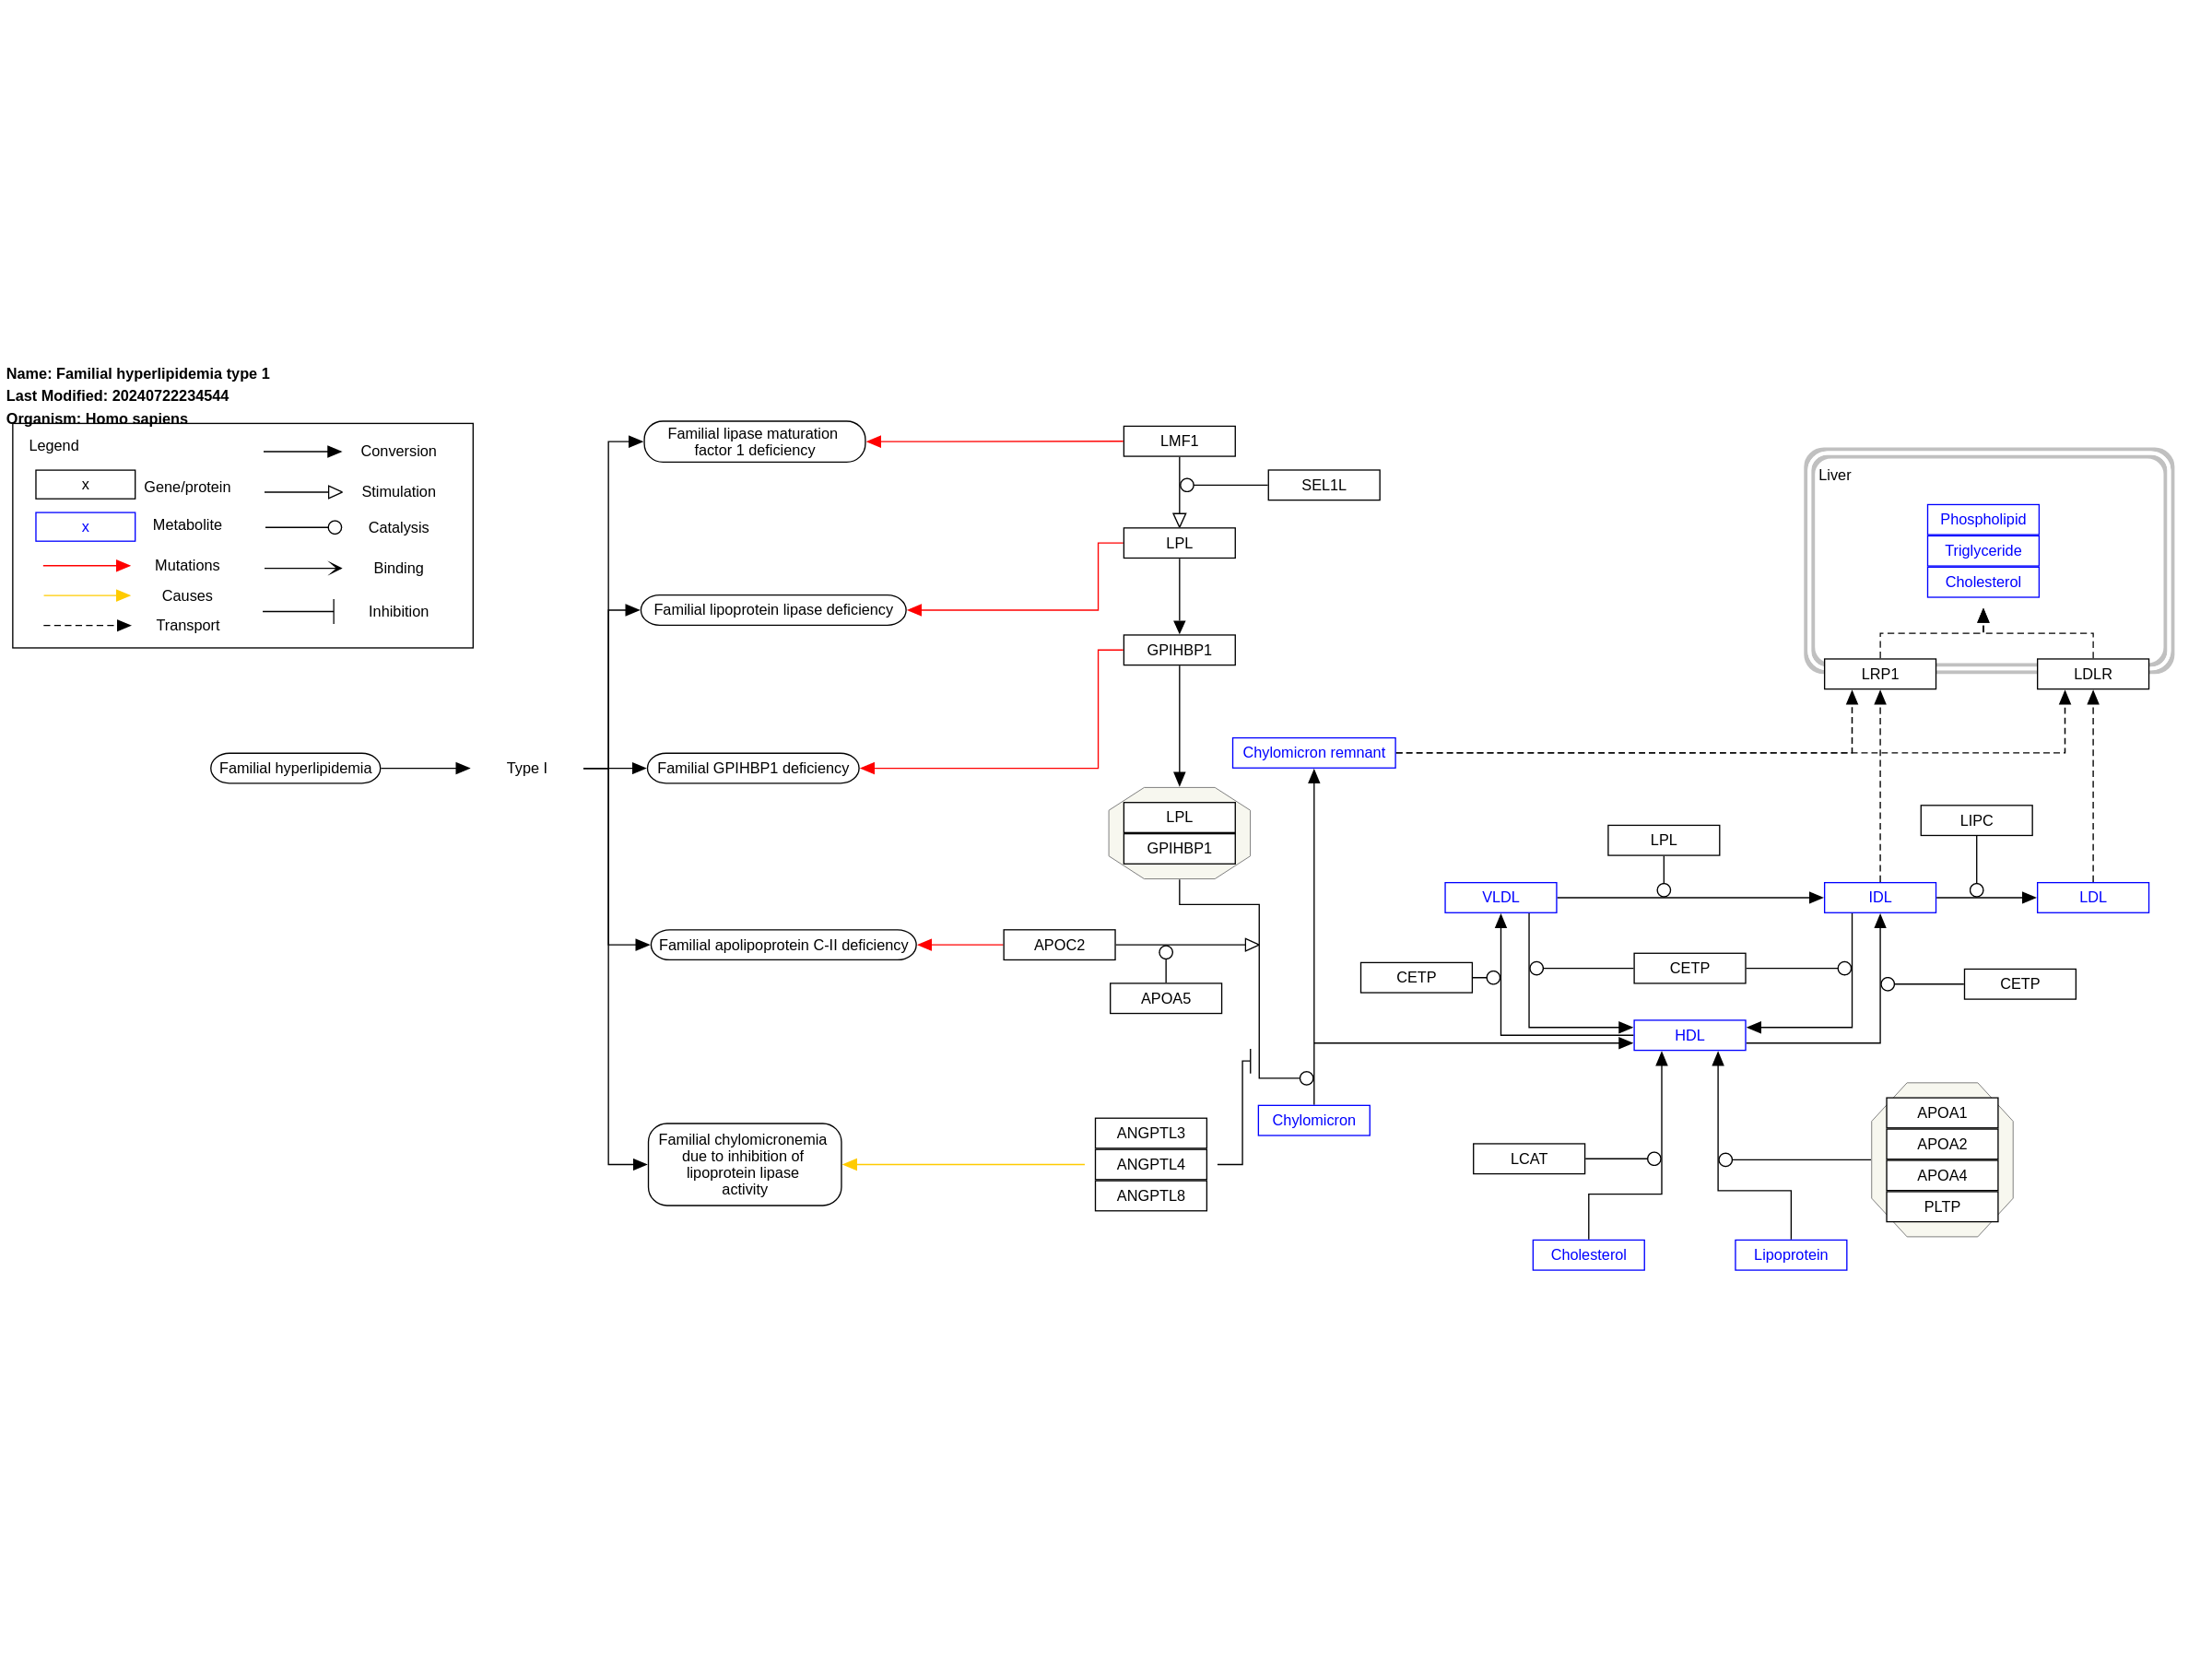 Name: Familial hyperlipidemia type 1
Last Modified: 20240722234544
Organism: Homo sapiens
Legend
x
Gene/protein
x
Metabolite
Mutations
Causes
Transport
Conversion
Stimulation
Catalysis
Binding
Inhibition
Familial hyperlipidemia
Type I
Familial lipase maturation
factor 1 deficiency
Familial lipoprotein lipase deficiency
Familial GPIHBP1 deficiency
Familial apolipoprotein C-II deficiency
Familial chylomicronemia
due to inhibition of
lipoprotein lipase
activity
LMF1
SEL1L
LPL
GPIHBP1
LPL
GPIHBP1
APOC2
APOA5
ANGPTL3
ANGPTL4
ANGPTL8
Chylomicron remnant
Chylomicron
Liver
Phospholipid
Triglyceride
Cholesterol
LRP1
LDLR
LPL
LIPC
VLDL
IDL
LDL
CETP
CETP
CETP
HDL
LCAT
APOA1
APOA2
APOA4
PLTP
Cholesterol
Lipoprotein